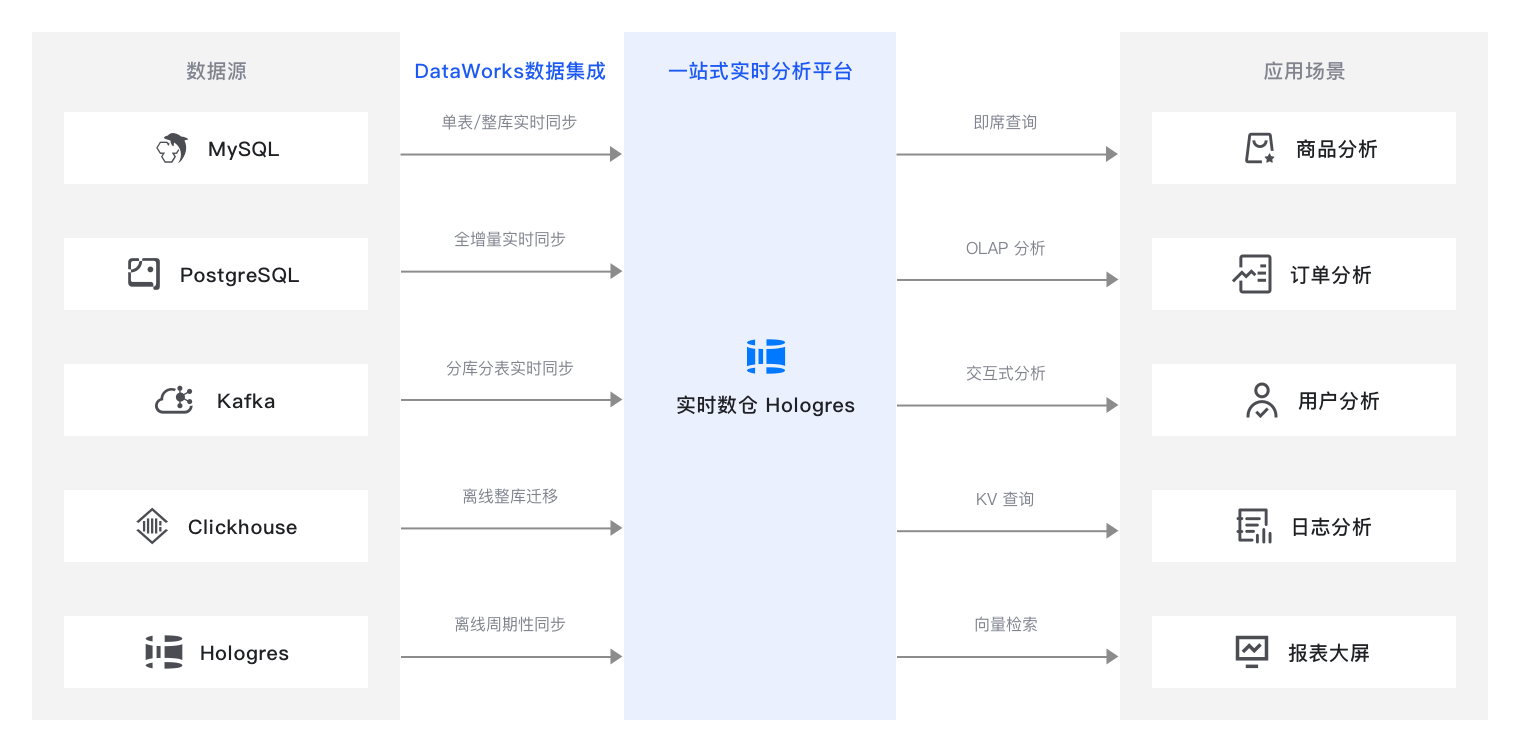 数据源
DataWorks数据集成
一站式实时分析平台
应用场景
MySQL
单表/整库实时同步
即席查询
商品分析
PostgreSQL
全增量实时同步
OLAP 分析
订单分析
Kafka
分库分表实时同步
实时数仓 Hologres
交互式分析
用户分析
Clickhouse
离线整库迁移
KV 查询
日志分析
Hologres
离线周期性同步
向量检索
报表大屏